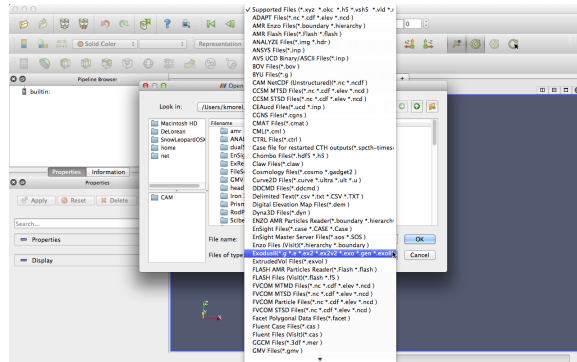 Solid Color
Representation
0
Pipeline Browser
builtin:
Properties
Information
Properties
Apply
Reset
Delete
Search...
Properties
Display
Open
Look in:
/Users/kmorel
Macintosh HD
DeLorean
SnowLeopardOSX
home
net
CAM
Filename
amr
File name:
Files of type:
OK
Cancel
Supported Files(*.xyz *.okc *.h5 *.vsh5 *.vld *.
ADAPT Files(*.nc *.cdf *.elev *.ncd )
AMR Enzo Files(*.boundary *.hierarchy )
AMR Flash Files(*.Flash *.flash )
ANALYZE Files(*.img *.hdr )
ANSYS Files(*.inp )
AVS UCD Binary/ASCII Files(*.inp )
BOV Files(*.bov )
BYU Files(*.g )
CAM NetCDF (Unstructured)(*.nc *.ncdf )
CCSM MTSD Files(*.nc *.cdf *.elev *.ncd )
CCSM STSD Files(*.nc *.cdf *.elev *.ncd )
CEAucd Files(*.ucd *.inp )
CGNS Files(*.cgns )
CMAT Files(*.cmat )
CML(*.cml )
CTRL Files(*.ctrl )
Case file for restarted CTH outputs(*.spcth-times
Chombo Files(*.hdf5 *.h5 )
Claw Files(*.claw )
Cosmology files(*.cosmo *.gadget2 )
Curve2D Files(*.curve *.ultra *.ult *.u )
DDCMD Files(*.ddcmd )
Delimited Text(*.csv *.txt *.CSV *.TXT )
Digital Elevation Map Files(*.dem )
Dyna3D Files(*.dyn )
ENZO AMR Particles Reader(*.boundary *.hierarch
EnSight Files(*.case *.CASE *.Case )
EnSight Master Server Files(*.sos *.SOS )
Enzo Files (VisIt)(*.hierarchy *.boundary )
ExodusII(*.g *.e *.ex2 *.ex2v2 *.exo *.gen *.exoII
ExtrudedVol Files(*.exvol )
FLASH AMR Particles Reader(*.Flash *.flash )
FLASH Files (VisIt)(*.flash *.f5 )
FVCOM MTMD Files(*.nc *.cdf *.elev *.ncd )
FVCOM MTSD Files(*.nc *.cdf *.elev *.ncd )
FVCOM Particle Files(*.nc *.cdf *.elev *.ncd )
FVCOM STSD Files(*.nc *.cdf *.elev *.ncd )
Facet Polygonal Data Files(*.facet )
Fluent Case Files(*.cas )
Fluent Files (VisIt)(*.cas )
GGCM Files(*.3df *.mer )
GMV Files(*.gmv )